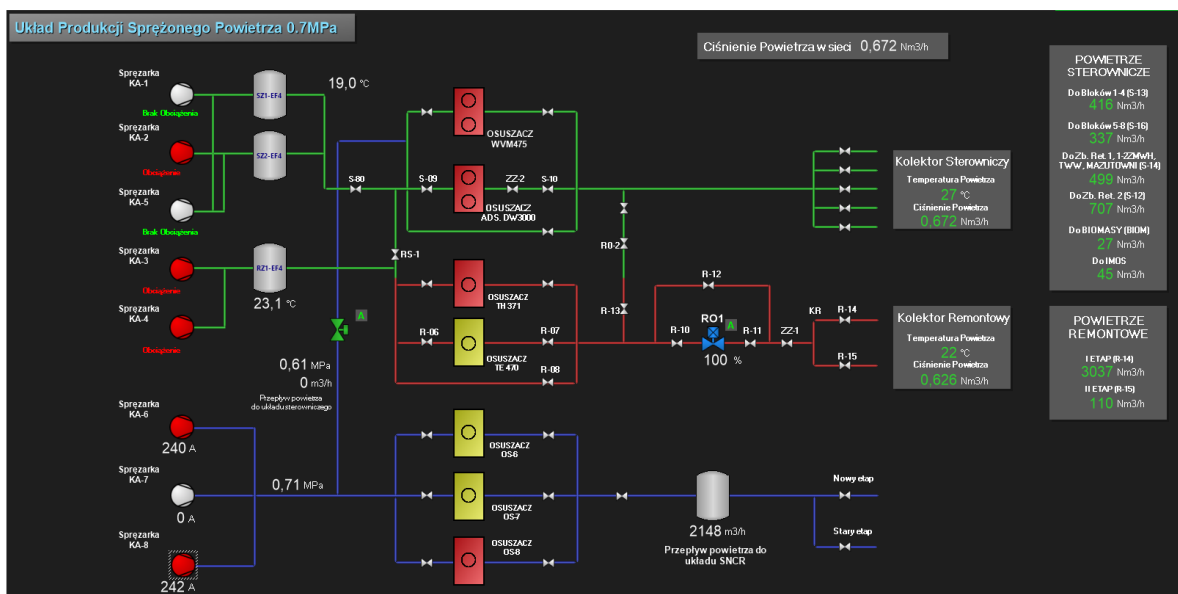 Układ Produkcji Sprężonego Powietrza 0.7MPa
Ciśnienie Powietrza w sieci 0,672 Nm3/h
Sprężarka
KA-1
Brak Obciążenia
SZ1-EF4
19,0 °C
Sprężarka
KA-2
Obciążenie
SZ2-EF4
Sprężarka
KA-5
Brak Obciążenia
Sprężarka
KA-3
Obciążenie
RZ1-EF4
23,1 °C
Sprężarka
KA-4
Obciążenie
S-80
S-09
ZZ-2
S-10
OSUSZACZ
WVM475
OSUSZACZ
ADS. DW3000
RS-1
RO-2
R-13
OSUSZACZ
TH 371
R-06
R-07
OSUSZACZ
TE 470
R-08
R-12
R-10
RO1
A
100 %
R-11
ZZ-1
KR
R-14
R-15
A
0,61 MPa
0 m3/h
Przepływ powietrza
do układu sterowniczego
Sprężarka
KA-6
240 A
Sprężarka
KA-7
0 A
0,71 MPa
Sprężarka
KA-8
242 A
OSUSZACZ
OS-6
OSUSZACZ
OS-7
OSUSZACZ
OS-8
2148 m3/h
Przepływ powietrza do
układu SNCR
Nowy etap
Stary etap
Kolektor Sterowniczy
Temperatura Powietrza
27 °C
Ciśnienie Powietrza
0,672 Nm3/h
Kolektor Remontowy
Temperatura Powietrza
22 °C
Ciśnienie Powietrza
0,626 Nm3/h
POWIETRZE
STEROWNICZE
Do Bloków 1-4 (S-13)
416 Nm3/h
Do Bloków 5-8 (S-16)
337 Nm3/h
Do Zb. Ret. 1, 1-2ZMWH,
TWW, MAZUTOWNI (S-14)
499 Nm3/h
Do Zb. Ret. 2 (S-12)
707 Nm3/h
Do BIOMASY (BIOM)
27 Nm3/h
Do IMOS
45 Nm3/h
POWIETRZE
REMONTOWE
I ETAP (R-14)
3037 Nm3/h
II ETAP (R-15)
110 Nm3/h